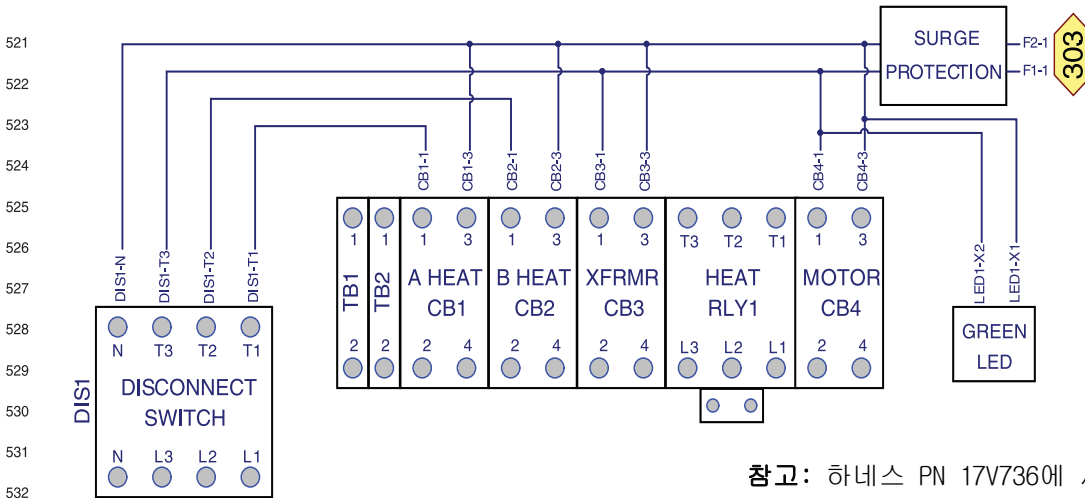 521
522
523
524
525
526
527
528
529
530
531
532
SURGE
PROTECTION
F2-1
F1-1
303
CB1-1
CB1-3
CB2-1
CB2-3
CB3-1
CB3-3
CB4-1
CB4-3
DIS1-N
DIS1-T3
DIS1-T2
DIS1-T1
LED1-X2
LED1-X1
1 1 1 3 1 3 1 3 T3 T2 T1 1 3
TB1
TB2
A HEAT
CB1
B HEAT
CB2
XFRMR
CB3
HEAT
RLY1
MOTOR
CB4
2 2 2 4 2 4 2 4 L3 L2 L1 2 4
GREEN
LED
DIS1
N T3 T2 T1
DISCONNECT
SWITCH
N L3 L2 L1
참고: 하네스 PN 17V736에